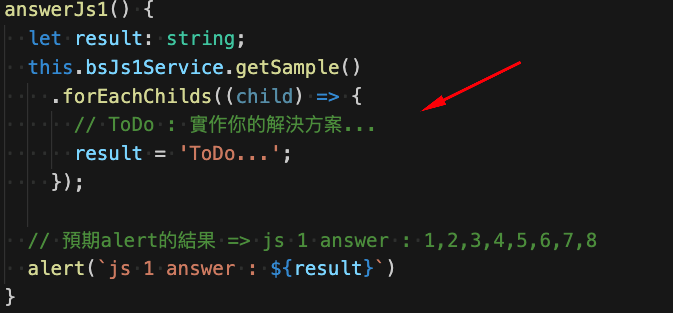 answerJs1() {
let result: string;
this.bsJs1Service.getSample()
.forEachChilds((child) => {
// ToDo : 實作你的解決方案...
result = 'ToDo...';
});
// 預期alert的結果 => js 1 answer : 1,2,3,4,5,6,7,8
alert(`js 1 answer : ${result}`)
}